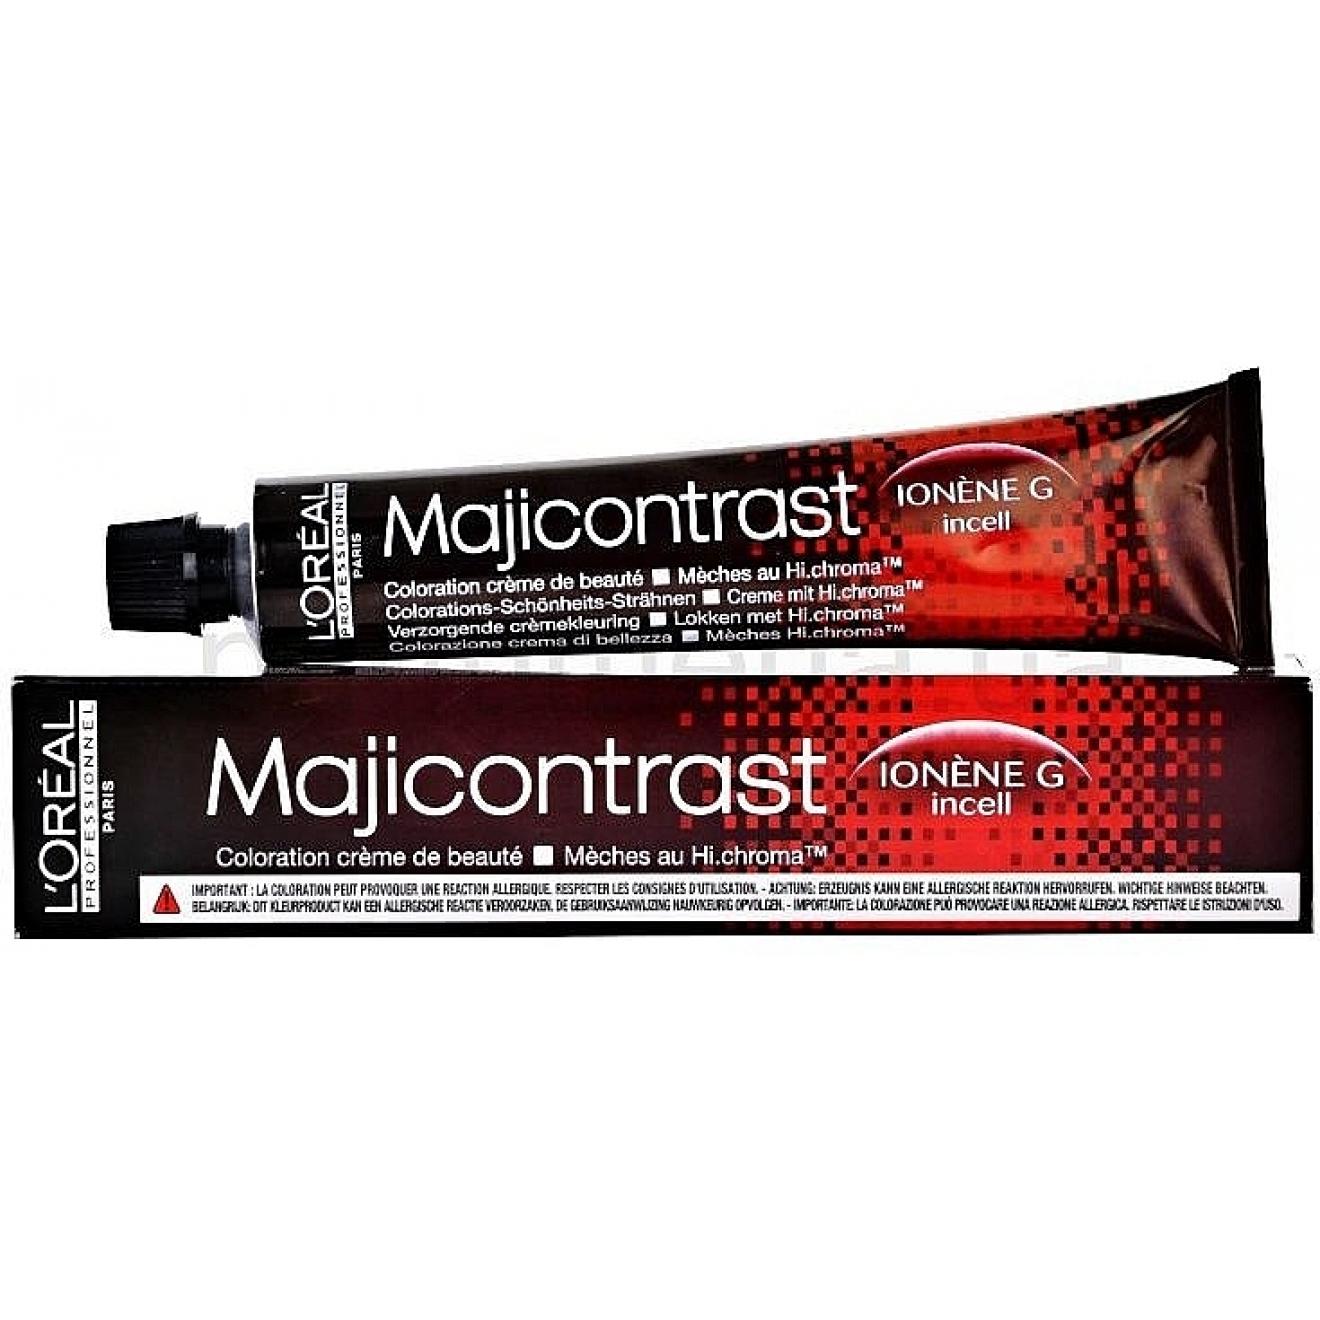 L'ORÉAL
PROFESSIONNEL
PARIS
Majicontrast
IONÈNE G
incell
Coloration crème de beauté ■ Mèches au Hi.chroma™
Colorations-Schönheits-Strähnen ■ Creme mit Hi.chroma™
Verzorgende crèmekleuring ■ Lokken met Hi.chroma™
Colorazione crema di bellezza ■ Mèches Hi.chroma™
L'ORÉAL
PROFESSIONNEL
PARIS
Majicontrast
IONÈNE G
incell
Coloration crème de beauté ■ Mèches au Hi.chroma™
IMPORTANT : LA COLORATION PEUT PROVOQUER UNE REACTION ALLERGIQUE. RESPECTER LES CONSIGNES D'UTILISATION. - ACHTUNG: ERZEUGNIS KANN EINE ALLERGISCHE REAKTION HERVORRUFEN. WICHTIGE HINWEISE BEACHTEN.
BELANGRIJK: DIT KLEURPRODUCT KAN EEN ALLERGISCHE REACTIE VEROORZAKEN. DE GEBRUIKSAANWIJZING NAUWKEURIG OPVOLGEN. - IMPORTANTE: LA COLORAZIONE PUÒ PROVOCARE UNA REAZIONE ALLERGICA. RISPETTARE LE ISTRUZIONI D'USO.